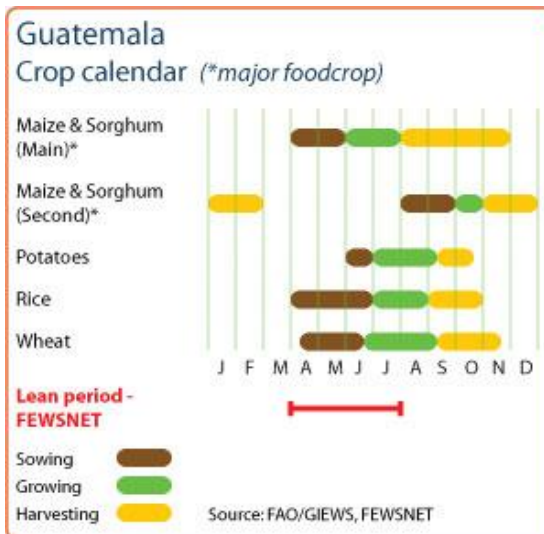 Guatemala
Crop calendar (*major foodcrop)
Maize & Sorghum
(Main)*
Maize & Sorghum
(Second)*
Potatoes
Rice
Wheat
J F M A M J J A S O N D
Lean period -
FEWSNET
Sowing
Growing
Harvesting
Source: FAO/GIEWS, FEWSNET